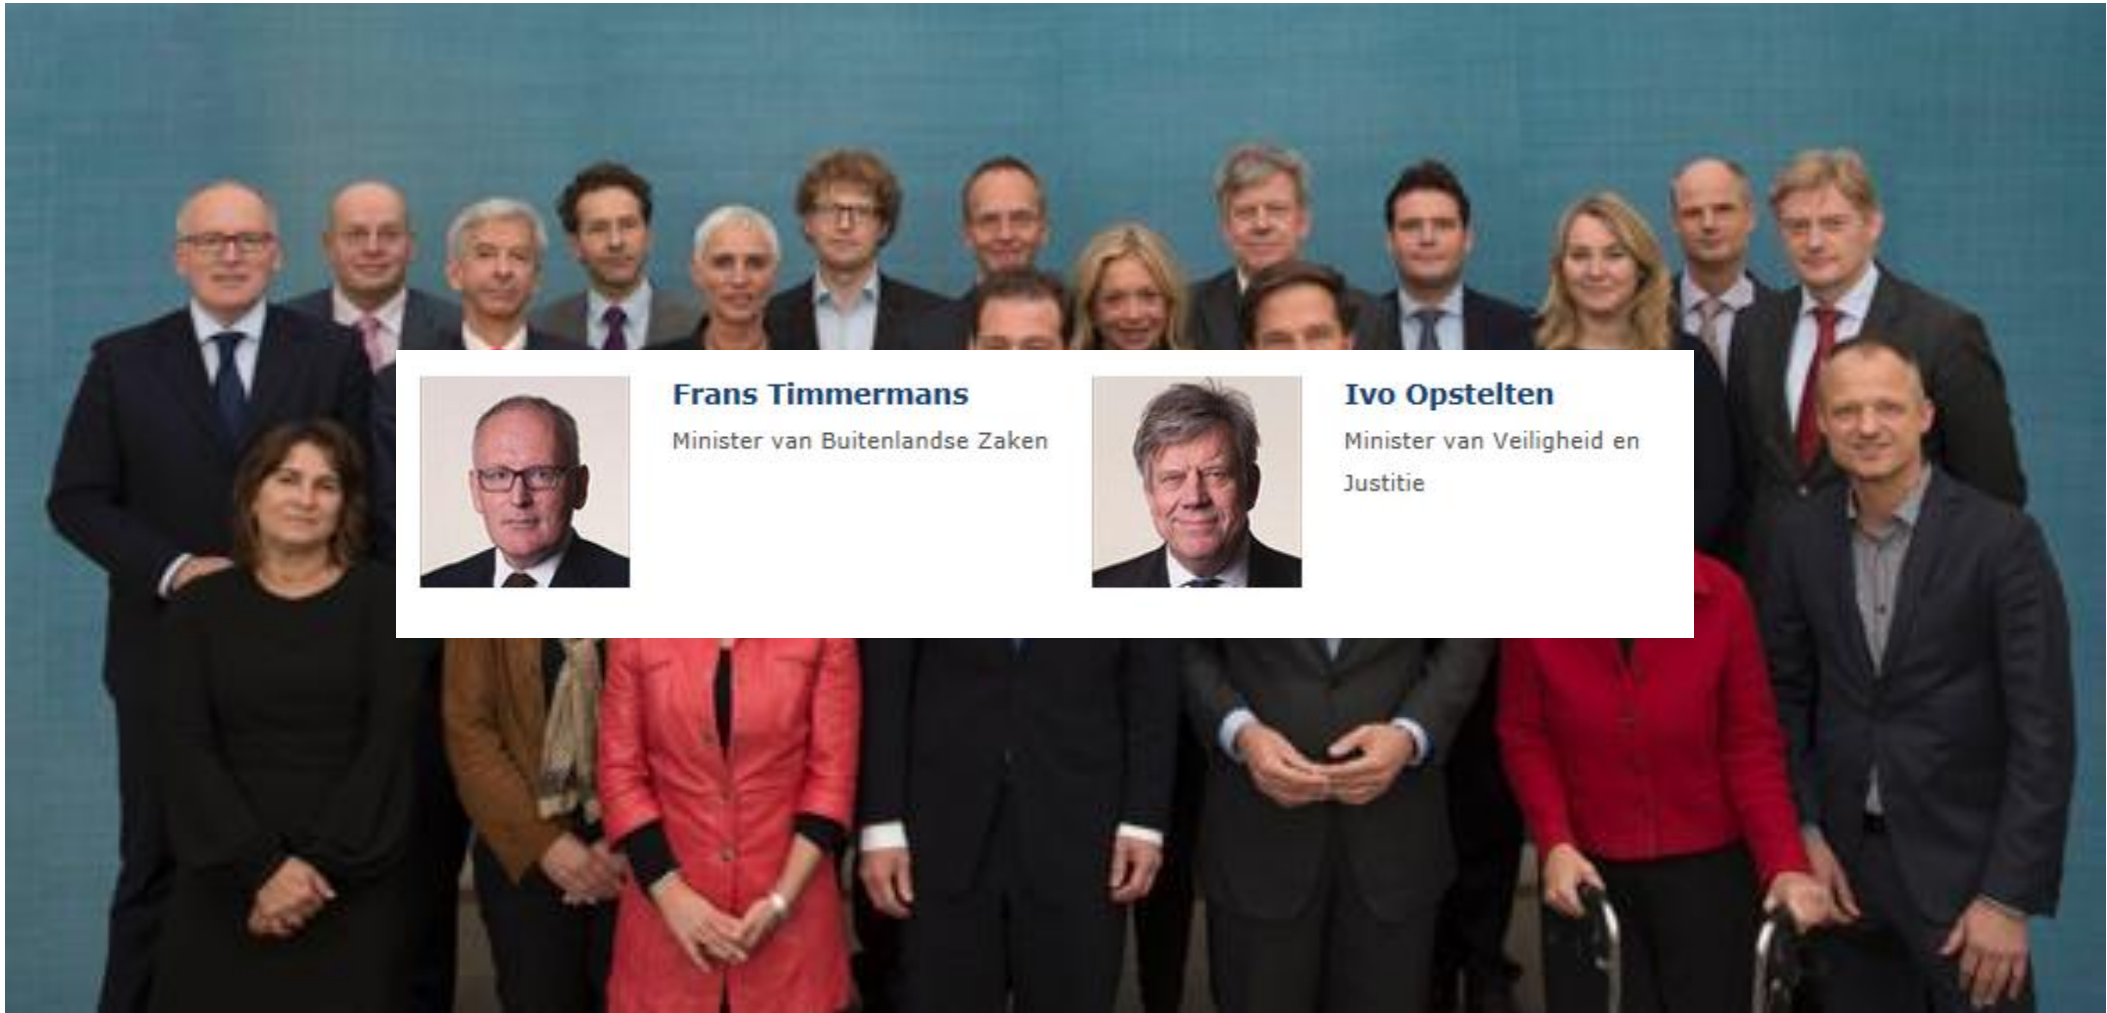 Frans Timmermans
Minister van Buitenlandse Zaken
Ivo Opstelten
Minister van Veiligheid en
Justitie